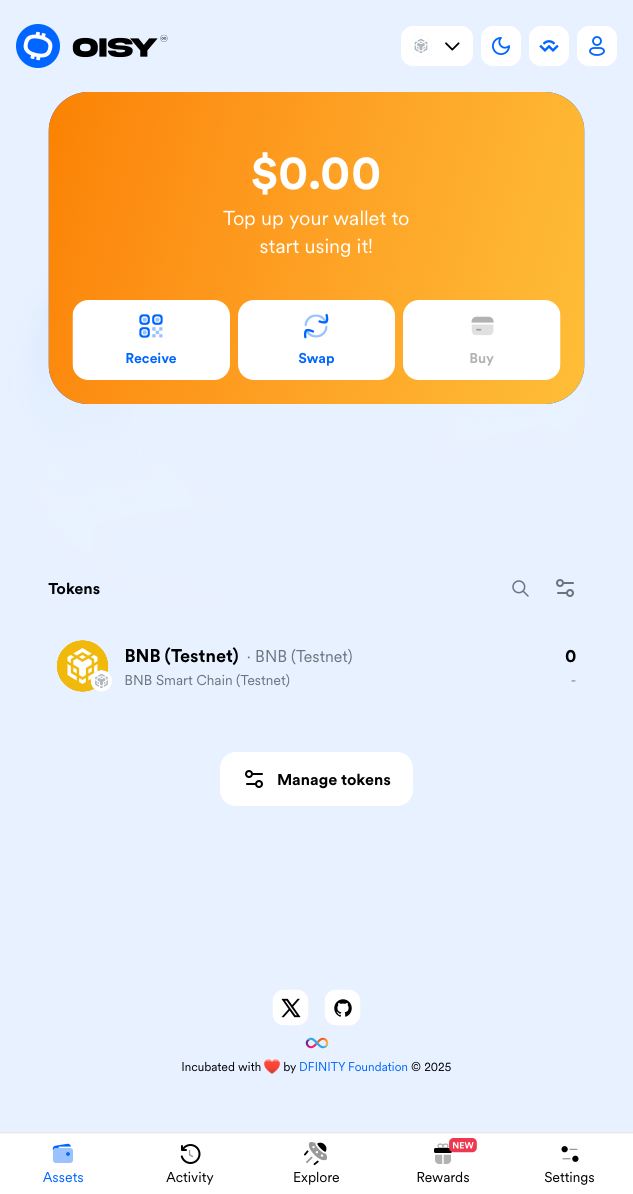 OISY
$0.00
Top up your wallet to
start using it!
Receive
Swap
Buy
Tokens
BNB (Testnet) · BNB (Testnet)
0
BNB Smart Chain (Testnet)
-
Manage tokens
Incubated with ❤️ by DFINITY Foundation © 2025
NEW
Assets
Activity
Explore
Rewards
Settings